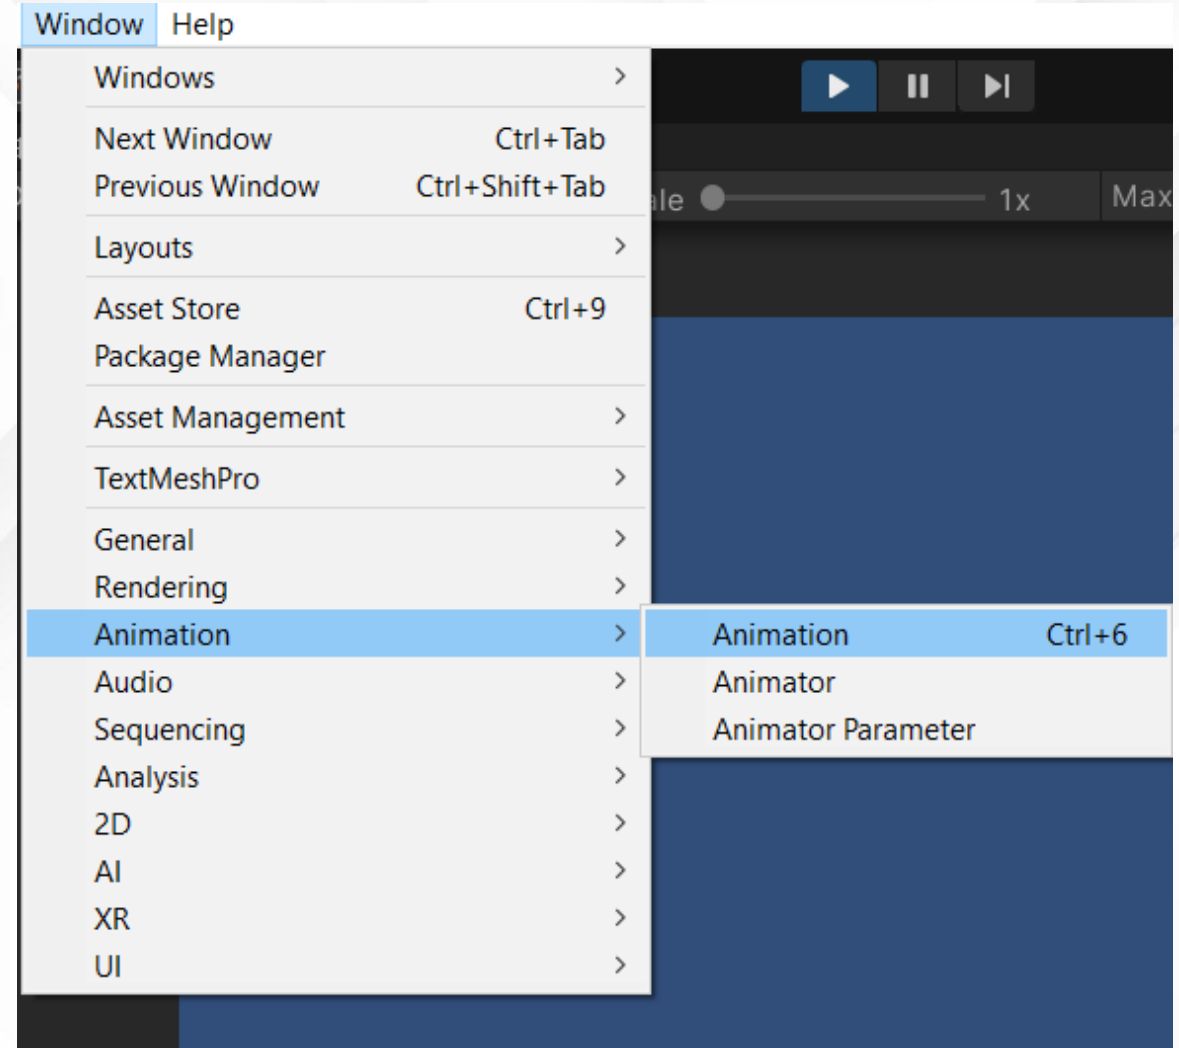 Window Help
Windows
Next Window Ctrl+Tab
Previous Window Ctrl+Shift+Tab
ale 1x Max
Layouts
Asset Store Ctrl+9
Package Manager
Asset Management
TextMeshPro
General
Rendering
Animation
Animation Ctrl+6
Audio
Animator
Sequencing
Animator Parameter
Analysis
2D
AI
XR
UI